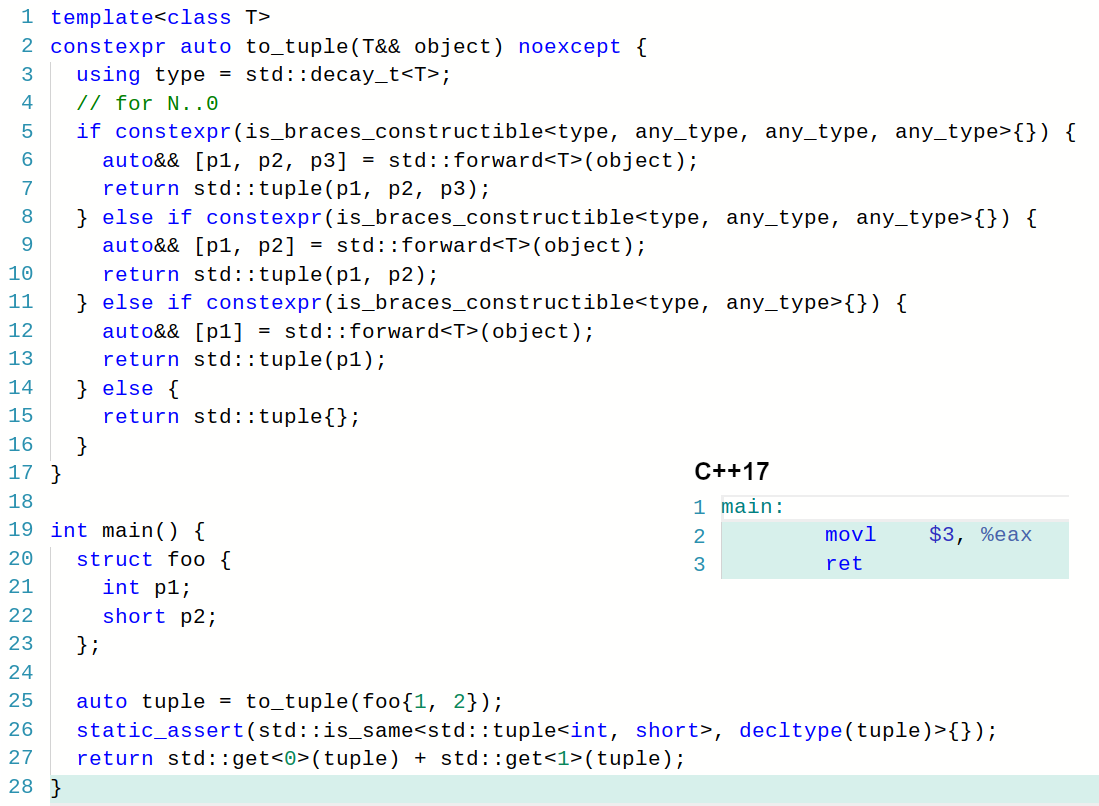 1 template<class T>
2 constexpr auto to_tuple(T&& object) noexcept {
3   using type = std::decay_t<T>;
4   // for N..0
5   if constexpr(is_braces_constructible<type, any_type, any_type, any_type>{}) {
6     auto&& [p1, p2, p3] = std::forward<T>(object);
7     return std::tuple(p1, p2, p3);
8   } else if constexpr(is_braces_constructible<type, any_type, any_type>{}) {
9     auto&& [p1, p2] = std::forward<T>(object);
10     return std::tuple(p1, p2);
11   } else if constexpr(is_braces_constructible<type, any_type>{}) {
12     auto&& [p1] = std::forward<T>(object);
13     return std::tuple(p1);
14   } else {
15     return std::tuple{};
16   }
17 }
18
19 int main() {
20   struct foo {
21     int p1;
22     short p2;
23   };
24
25   auto tuple = to_tuple(foo{1, 2});
26   static_assert(std::is_same<std::tuple<int, short>, decltype(tuple)>{});
27   return std::get<0>(tuple) + std::get<1>(tuple);
28 }
C++17
1 main:
2         movl    $3, %eax
3         ret